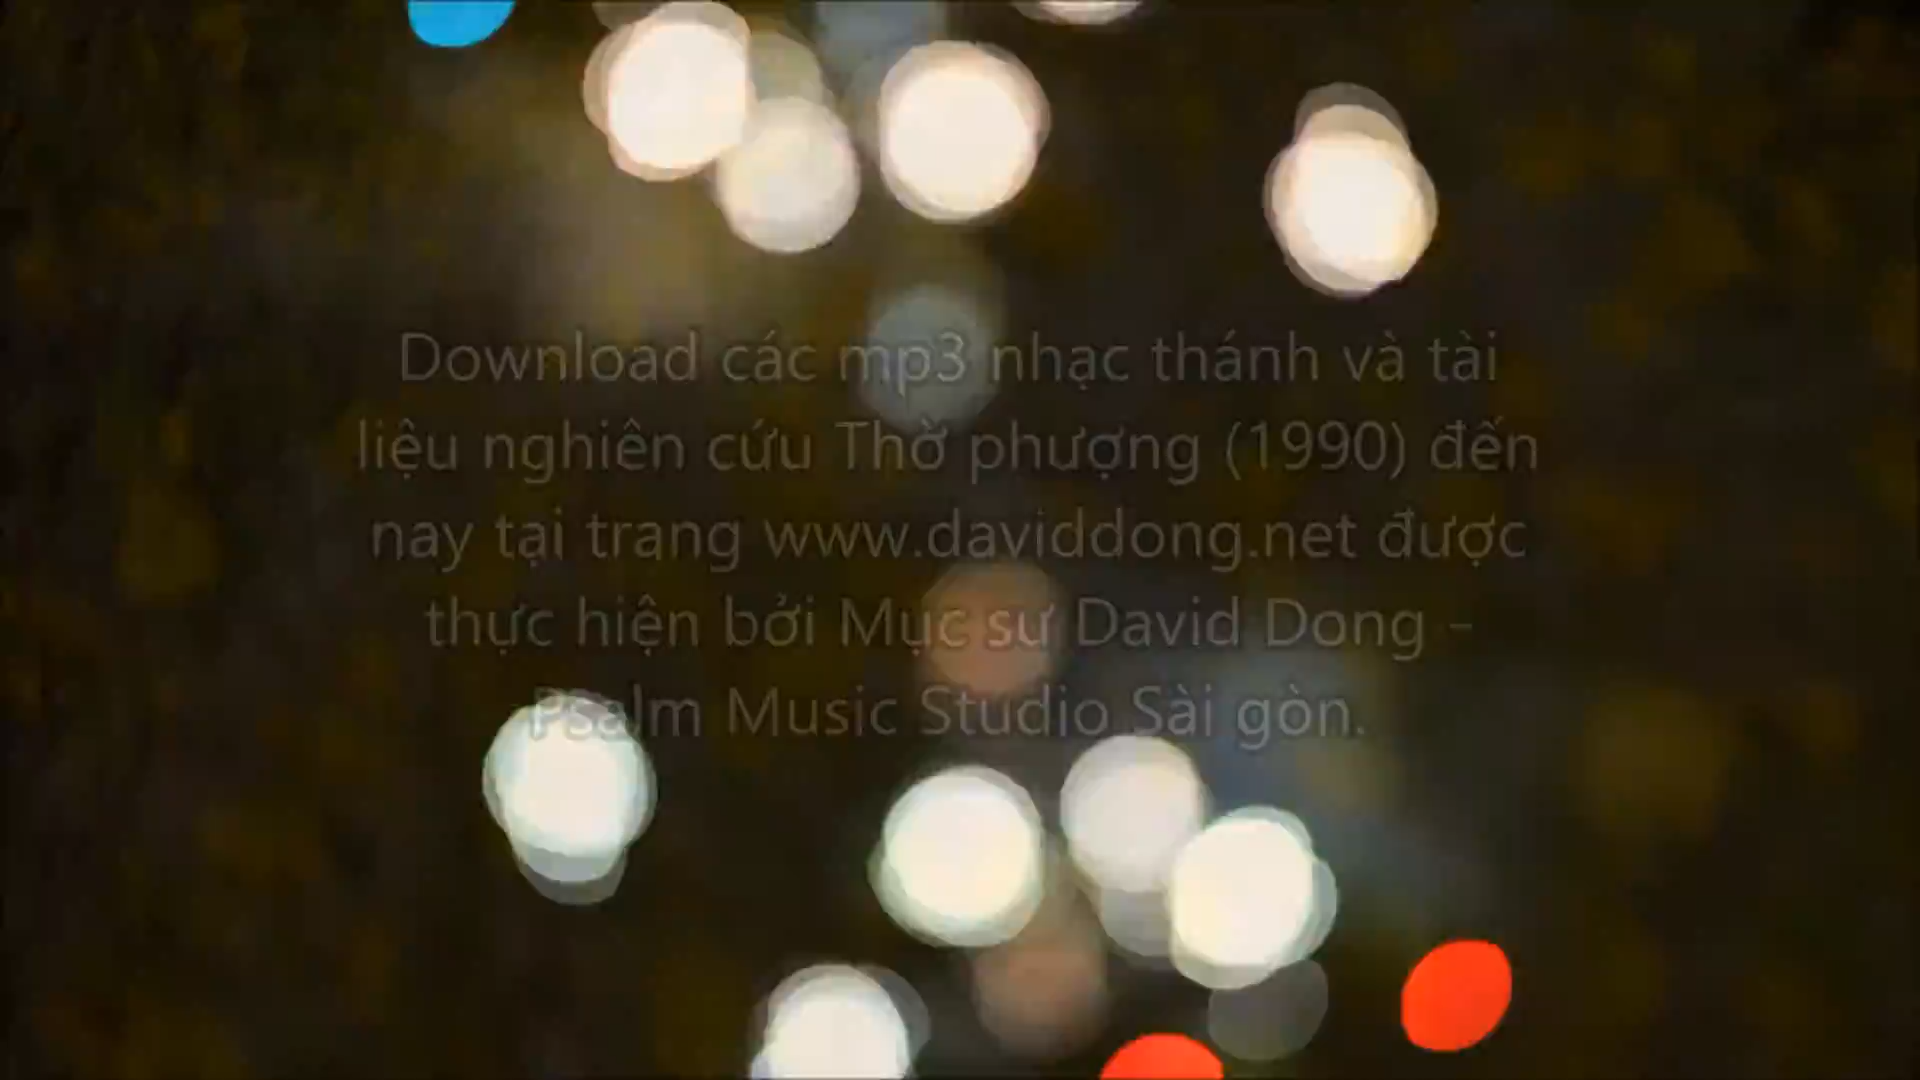 Download các mp3 nhạc thánh và tài
liệu nghiên cứu Thờ phượng (1990) đến
nay tại trang www.daviddong.net được
thực hiện bởi Mục sư David Dong -
Psalm Music Studio Sài gòn.